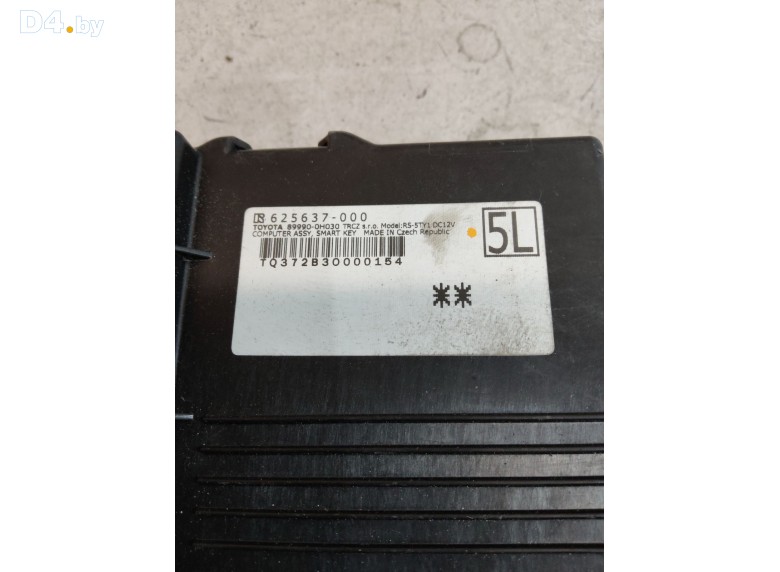 D4.by
625637-000
TOYOTA 89990-0H030 TRCZ s.r.o. Model:RS-5TY1 DC12V
COMPUTER ASSY, SMART KEY MADE IN Czech Republic
5L
TQ372B30000154
**